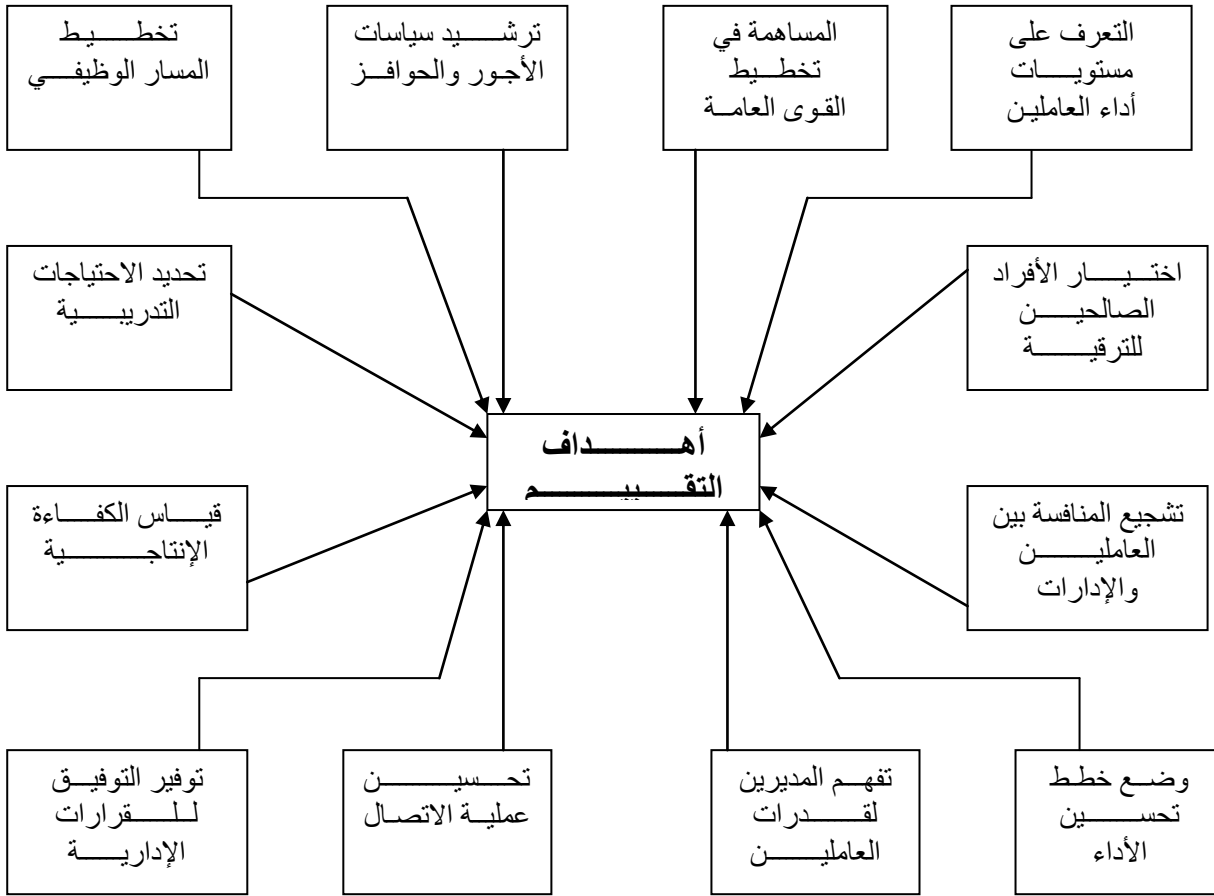 التعرف على
مستويات
أداء العاملين
المساهمة في
تخطيط
القوى العامة
ترشيد سياسات
الأجور والحوافز
تخطيط
المسار الوظيفي
اختيار الأفراد
الصالحين
للترقية
تحديد الاحتياجات
التدريبية
أهداف
التقييم
تشجيع المنافسة بين
العاملين
والإدارات
قياس الكفاءة
الإنتاجية
وضع خطط
تحسين
الأداء
تفهم المديرين
لقدرات
العاملين
تحسين
عملية الاتصال
توفير التوفيق
للقرارات
الإدارية